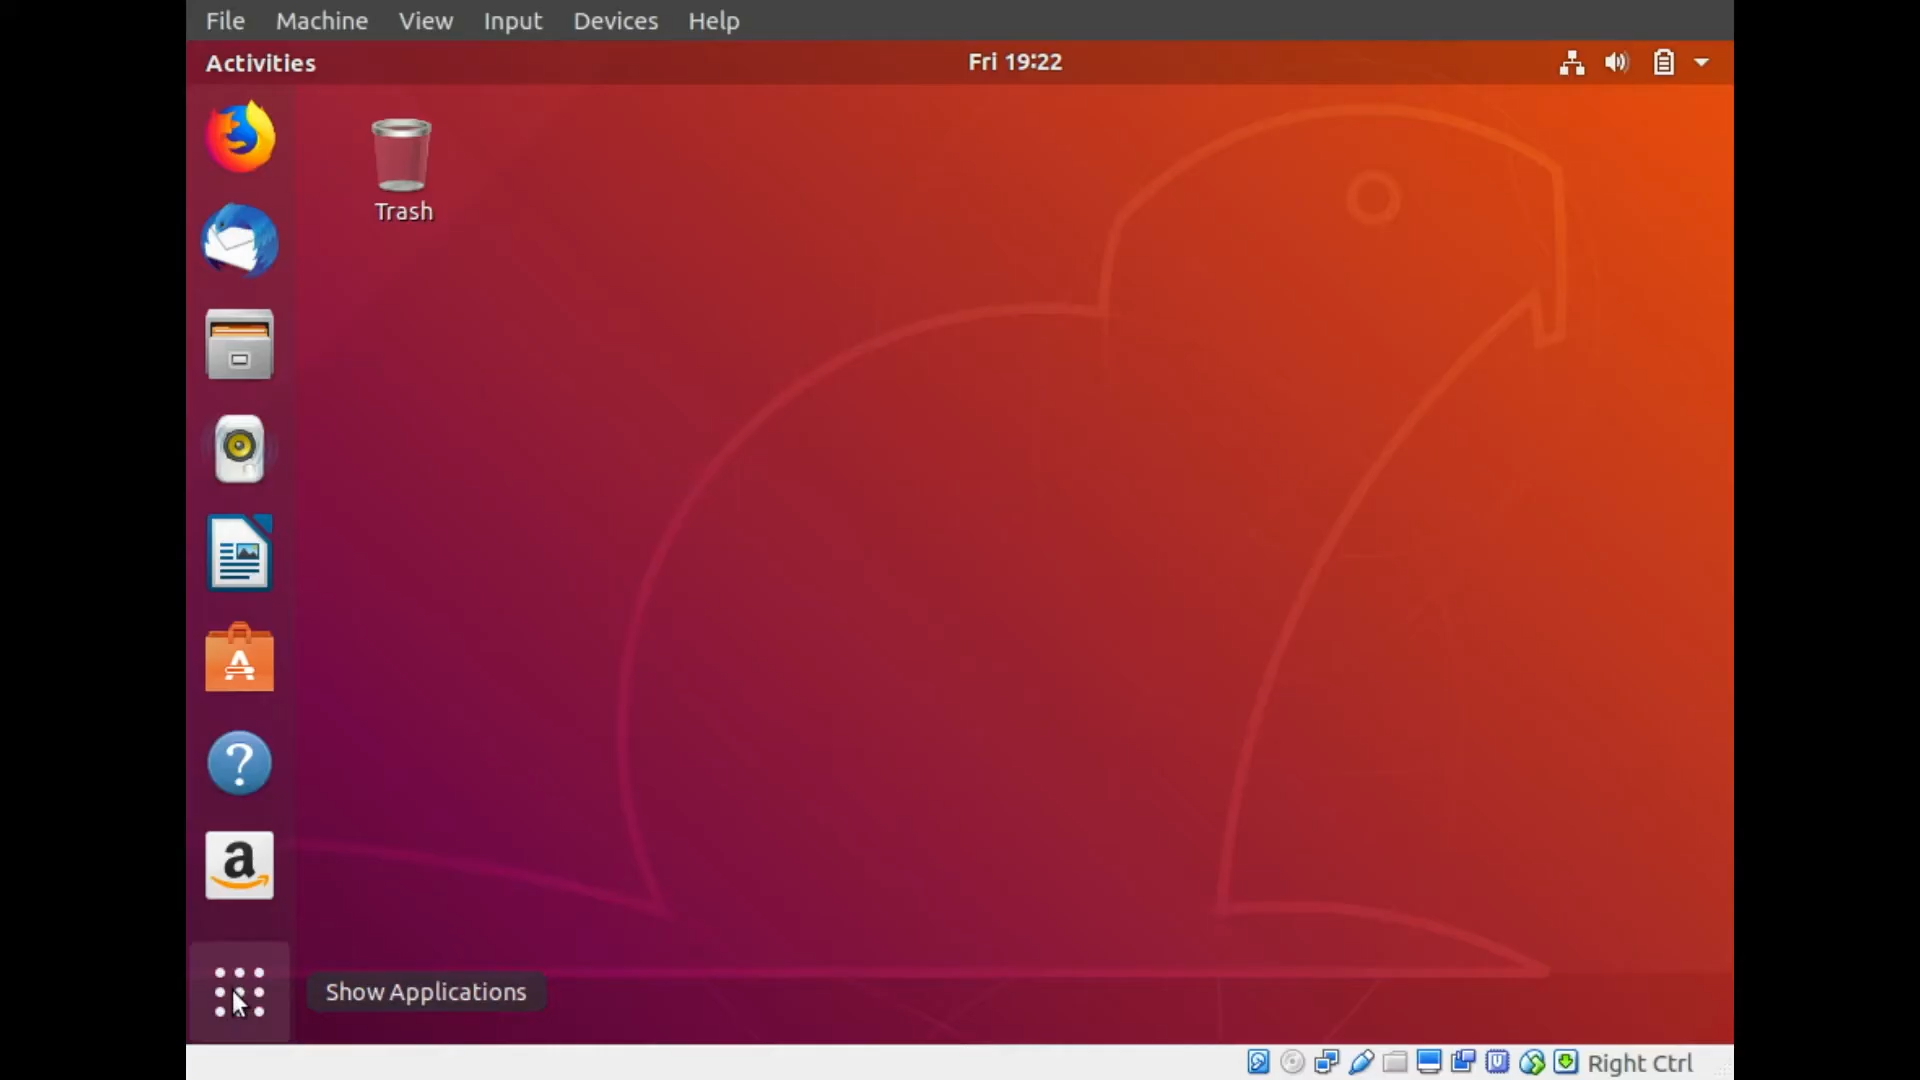 File Machine View Input Devices Help
Activities Fri 19:22
Trash
Show Applications
Right Ctrl